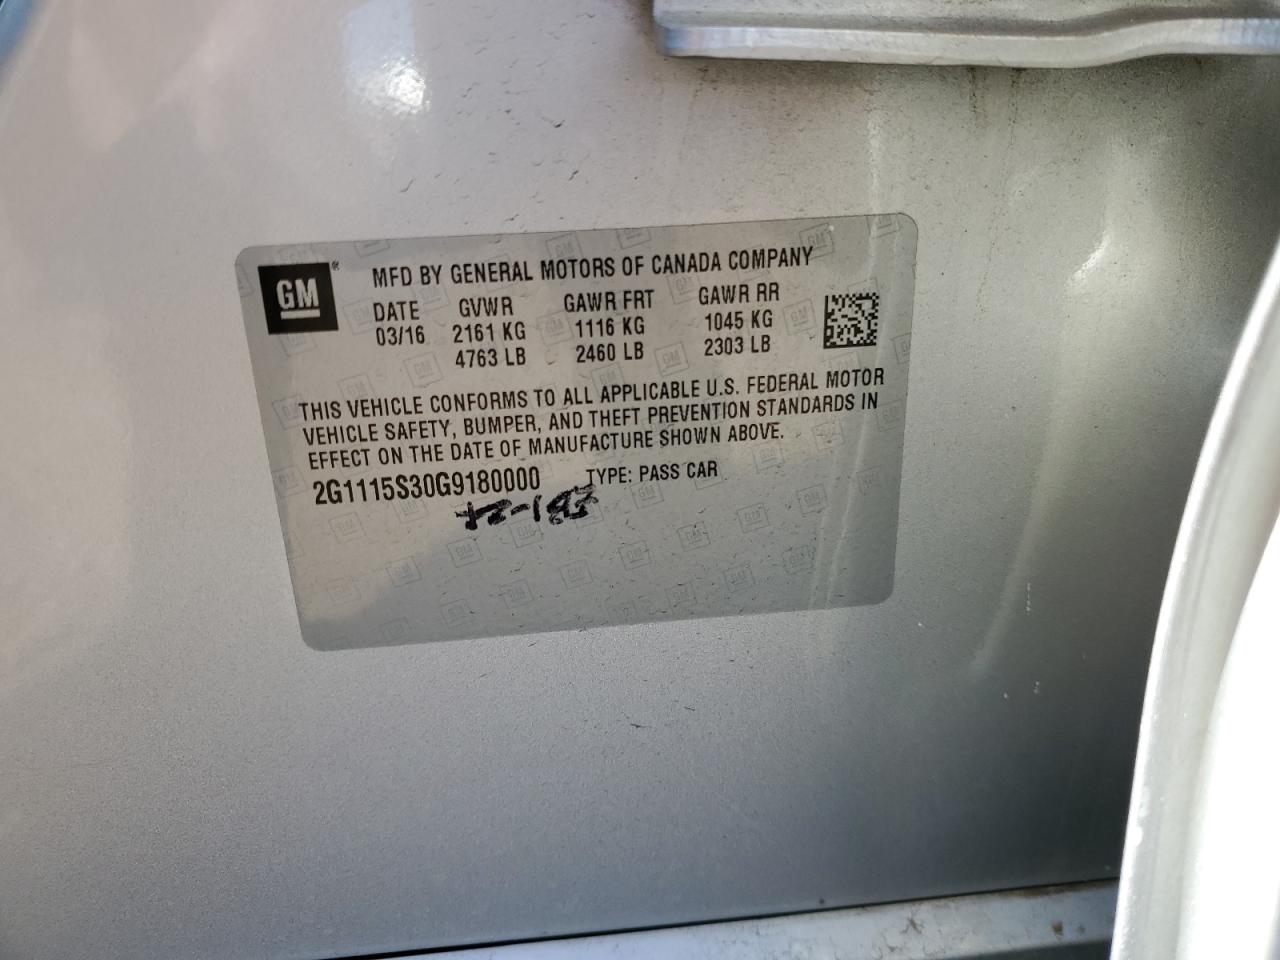 GM®
MFD BY GENERAL MOTORS OF CANADA COMPANY
DATE GVWR GAWR FRT GAWR RR
03/16 2161 KG 1116 KG 1045 KG
4763 LB 2460 LB 2303 LB
THIS VEHICLE CONFORMS TO ALL APPLICABLE U.S. FEDERAL MOTOR
VEHICLE SAFETY, BUMPER, AND THEFT PREVENTION STANDARDS IN
EFFECT ON THE DATE OF MANUFACTURE SHOWN ABOVE.
2G1115S30G9180000 TYPE: PASS CAR